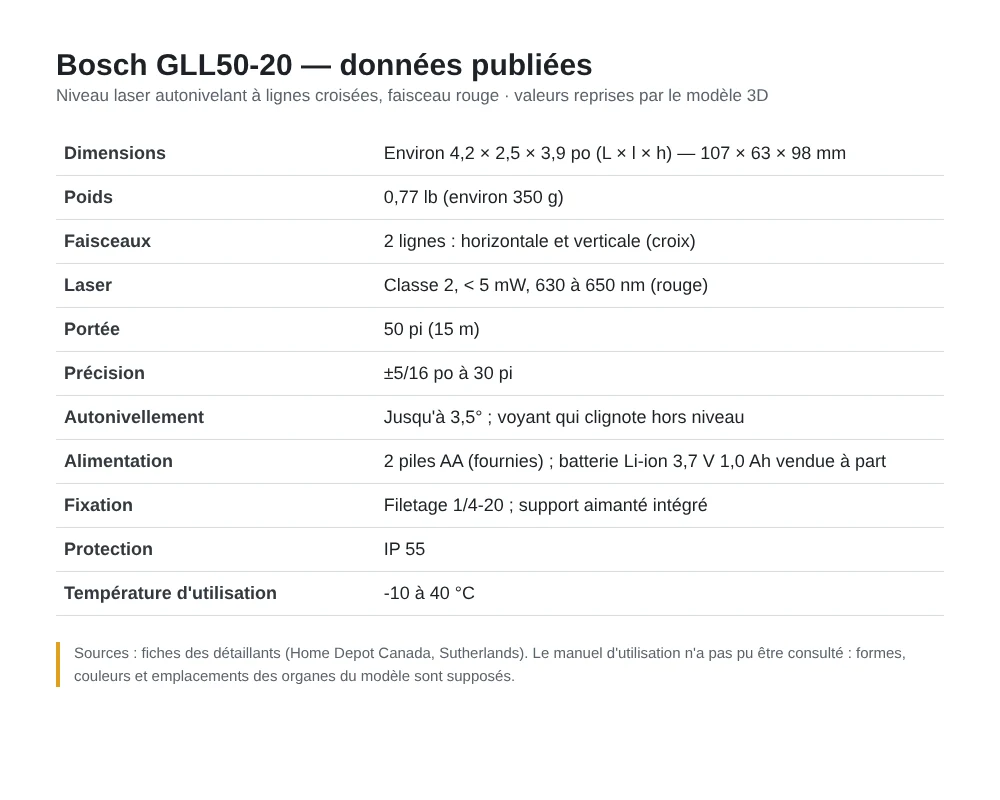 Bosch GLL50-20 — données publiées
Niveau laser autonivelant à lignes croisées, faisceau rouge · valeurs reprises par le modèle 3D
Dimensions Environ 4,2 × 2,5 × 3,9 po (L × l × h) — 107 × 63 × 98 mm
Poids 0,77 lb (environ 350 g)
Faisceaux 2 lignes : horizontale et verticale (croix)
Laser Classe 2, < 5 mW, 630 à 650 nm (rouge)
Portée 50 pi (15 m)
Précision ±5/16 po à 30 pi
Autonivellement Jusqu'à 3,5° ; voyant qui clignote hors niveau
Alimentation 2 piles AA (fournies) ; batterie Li-ion 3,7 V 1,0 Ah vendue à part
Fixation Filetage 1/4-20 ; support aimanté intégré
Protection IP 55
Température d'utilisation -10 à 40 °C
Sources : fiches des détaillants (Home Depot Canada, Sutherlands). Le manuel d'utilisation n'a pas pu être consulté : formes,
couleurs et emplacements des organes du modèle sont supposés.